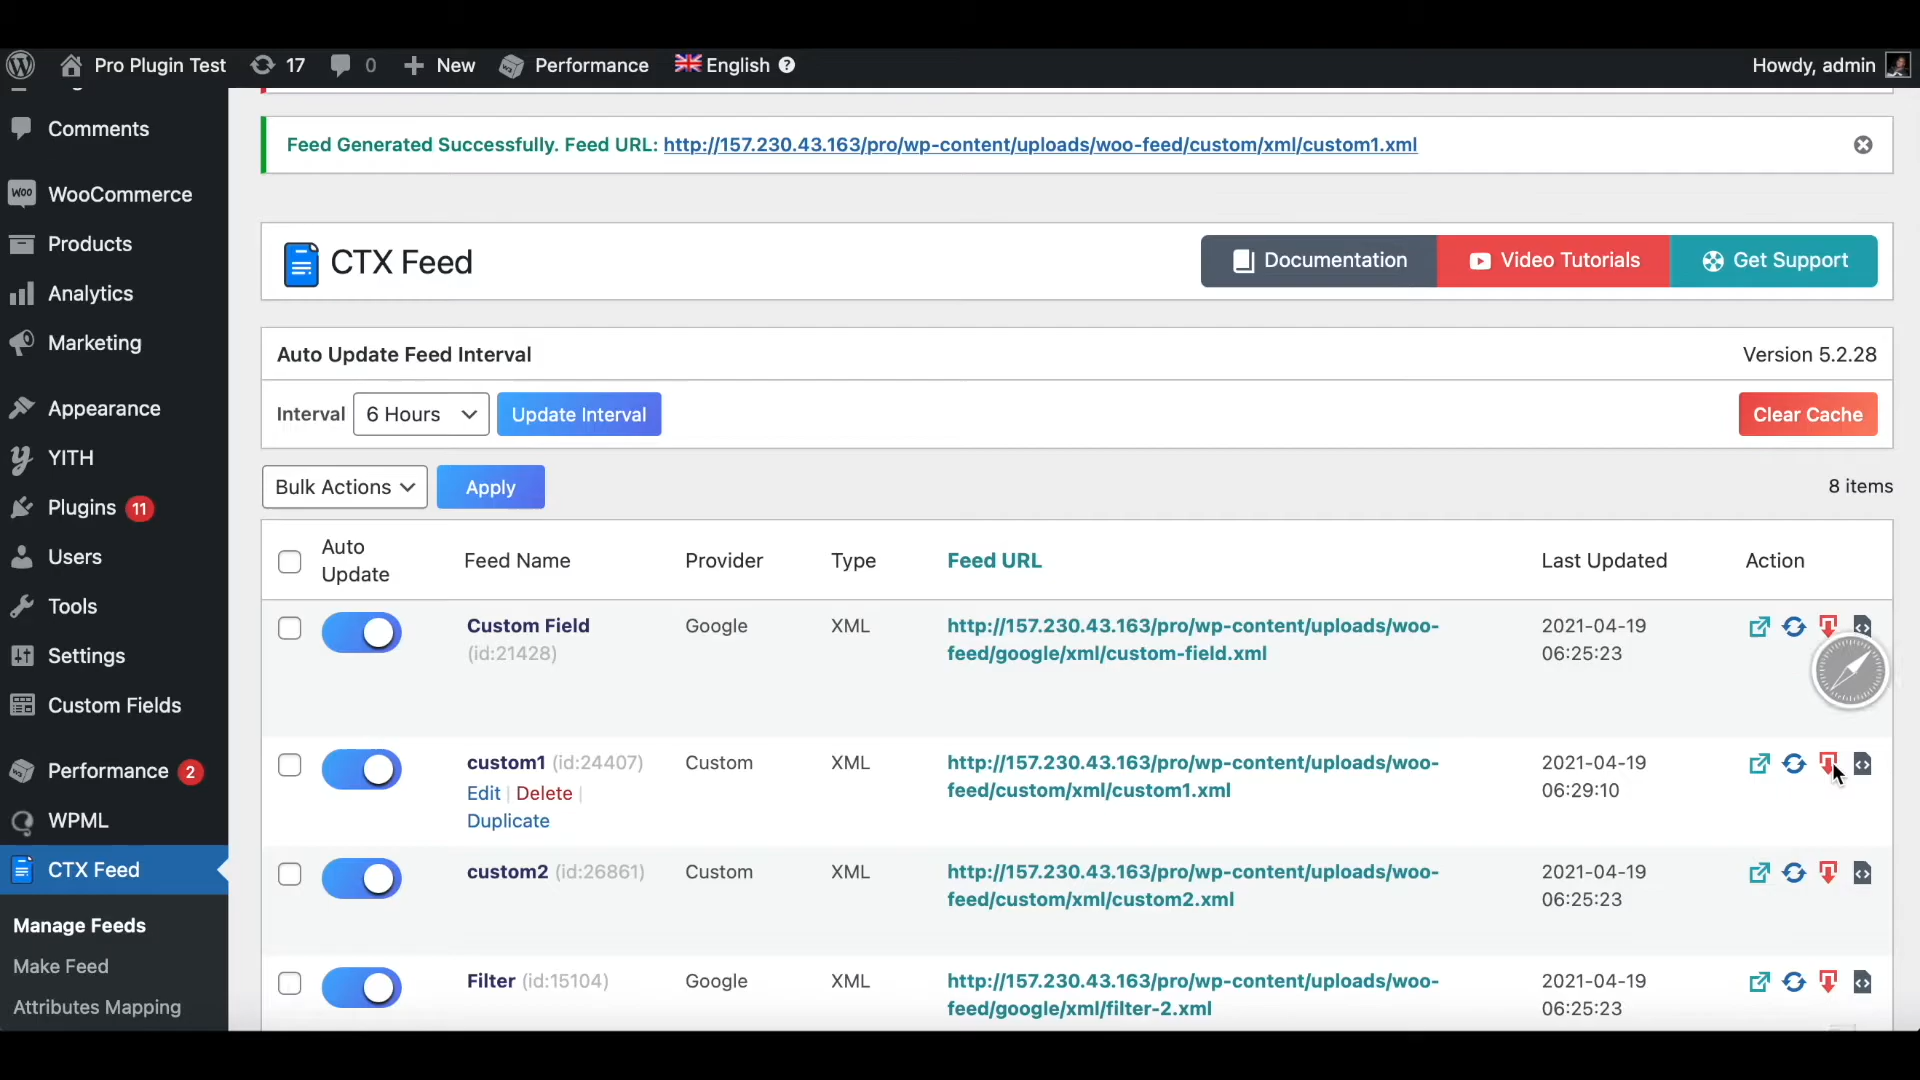 Pro Plugin Test 17 0 New Performance English Howdy, admin
Comments
WooCommerce
Products
Analytics
Marketing
Appearance
YITH
Plugins 11
Users
Tools
Settings
Custom Fields
Performance 2
WPML
CTX Feed
Manage Feeds
Make Feed
Attributes Mapping
Feed Generated Successfully. Feed URL: http://157.230.43.163/pro/wp-content/uploads/woo-feed/custom/xml/custom1.xml
CTX Feed
Documentation Video Tutorials Get Support
Auto Update Feed Interval Version 5.2.28
Interval 6 Hours Update Interval Clear Cache
Bulk Actions Apply 8 items
Auto Update Feed Name Provider Type Feed URL Last Updated Action
Custom Field Google XML http://157.230.43.163/pro/wp-content/uploads/woo- 2021-04-19
(id:21428) feed/google/xml/custom-field.xml 06:25:23
custom1 (id:24407) Custom XML http://157.230.43.163/pro/wp-content/uploads/woo- 2021-04-19
Edit | Delete | feed/custom/xml/custom1.xml 06:29:10
Duplicate
custom2 (id:26861) Custom XML http://157.230.43.163/pro/wp-content/uploads/woo- 2021-04-19
feed/custom/xml/custom2.xml 06:25:23
Filter (id:15104) Google XML http://157.230.43.163/pro/wp-content/uploads/woo- 2021-04-19
feed/google/xml/filter-2.xml 06:25:23